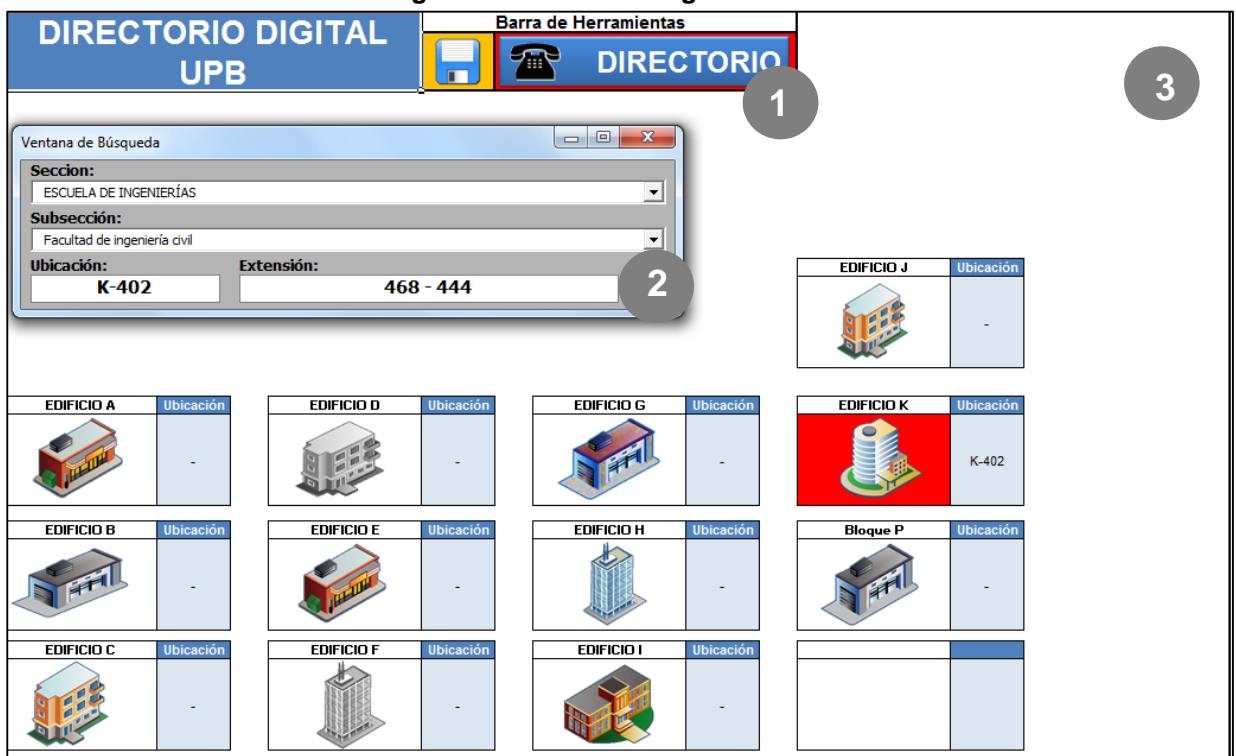 Barra de Herramientas
DIRECTORIO DIGITAL
UPB
DIRECTORIO
1
3
Ventana de Búsqueda
Seccion:
ESCUELA DE INGENIERÍAS
Subsección:
Facultad de ingeniería civil
Ubicación: Extensión:
K-402 468 - 444
2
EDIFICIO J Ubicación
-
EDIFICIO A Ubicación EDIFICIO D Ubicación EDIFICIO G Ubicación EDIFICIO K Ubicación
- - - K-402
EDIFICIO B Ubicación EDIFICIO E Ubicación EDIFICIO H Ubicación Bloque P Ubicación
- - - -
EDIFICIO C Ubicación EDIFICIO F Ubicación EDIFICIO I Ubicación
- - -